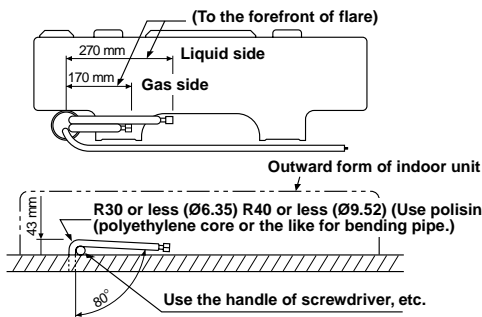 (To the forefront of flare)
270 mm
Liquid side
170 mm
Gas side
Outward form of indoor unit
43 mm
R30 or less (Ø6.35) R40 or less (Ø9.52) (Use polisin
(polyethylene core or the like for bending pipe.)
80°
Use the handle of screwdriver, etc.